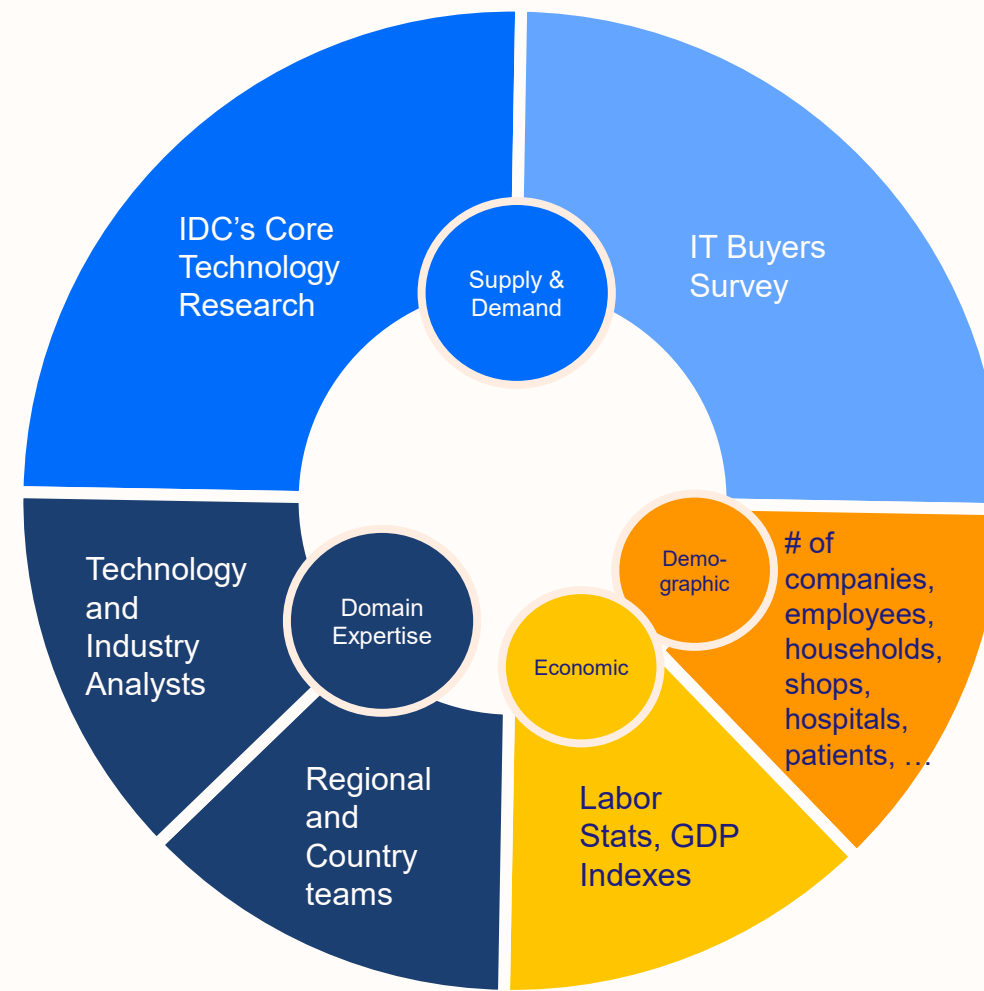 IDC’s Core
Technology
Research
IT Buyers
Survey
Supply &
Demand
Technology
and
Industry
Analysts
Domain
Expertise
Demo-
graphic
# of
companies,
employees,
households,
shops,
hospitals,
patients, …
Economic
Regional
and
Country
teams
Labor
Stats, GDP
Indexes